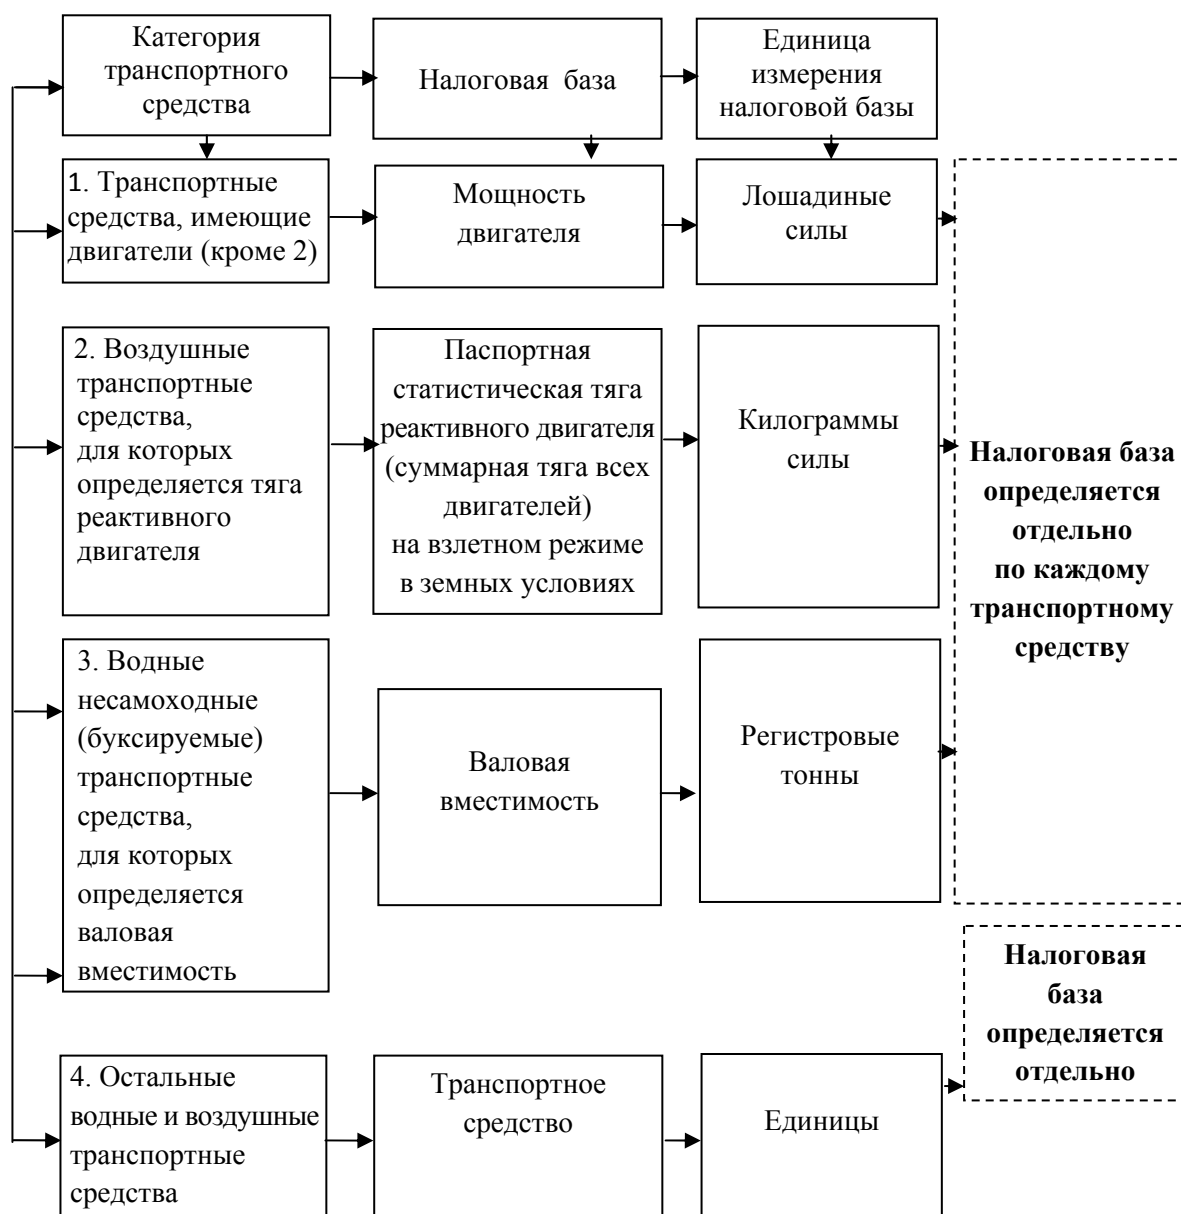 Категория
транспортного
средства
Налоговая база
Единица
измерения
налоговой базы
1. Транспортные
средства, имеющие
двигатели (кроме 2)
Мощность
двигателя
Лошадиные
силы
2. Воздушные
транспортные
средства,
для которых
определяется тяга
реактивного
двигателя
Паспортная
статистическая тяга
реактивного двигателя
(суммарная тяга всех
двигателей)
на взлетном режиме
в земных условиях
Килограммы
силы
Налоговая база
определяется
отдельно
по каждому
транспортному
средству
3. Водные
несамоходные
(буксируемые)
транспортные
средства,
для которых
определяется
валовая
вместимость
Валовая
вместимость
Регистровые
тонны
Налоговая
база
определяется
отдельно
4. Остальные
водные и воздушные
транспортные
средства
Транспортное
средство
Единицы